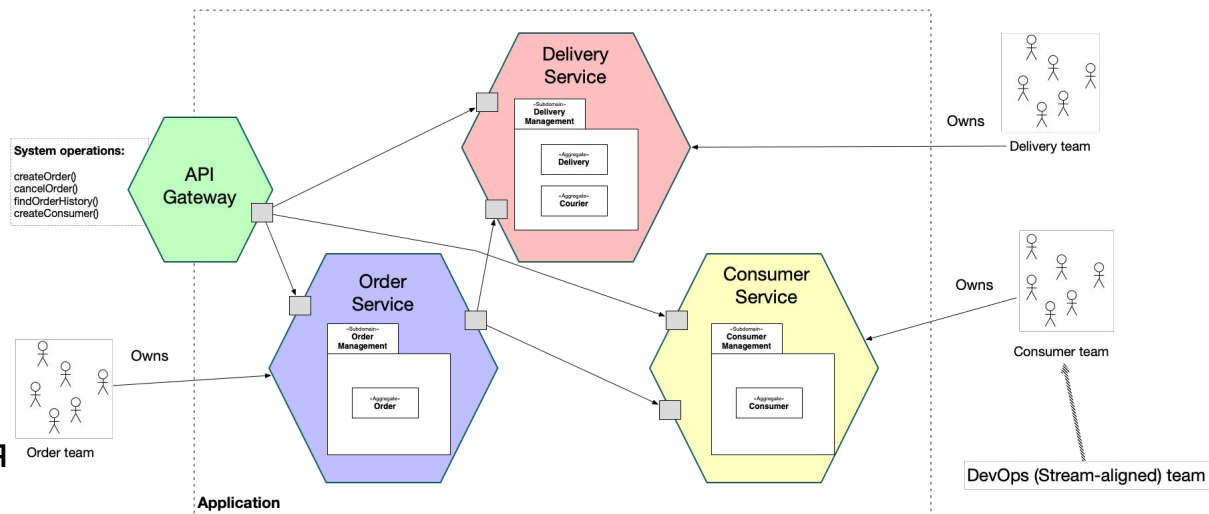 Delivery
Service
«Subdomain»
Delivery
Management
«Aggregate»
Delivery
«Aggregate»
Courier
Owns
Delivery team
System operations:
createOrder()
cancelOrder()
findOrderHistory()
createConsumer()
API
Gateway
Order
Service
«Subdomain»
Order
Management
«Aggregate»
Order
Consumer
Service
«Subdomain»
Consumer
Management
«Aggregate»
Consumer
Owns
Consumer team
Owns
Order team
DevOps (Stream-aligned) team
Application